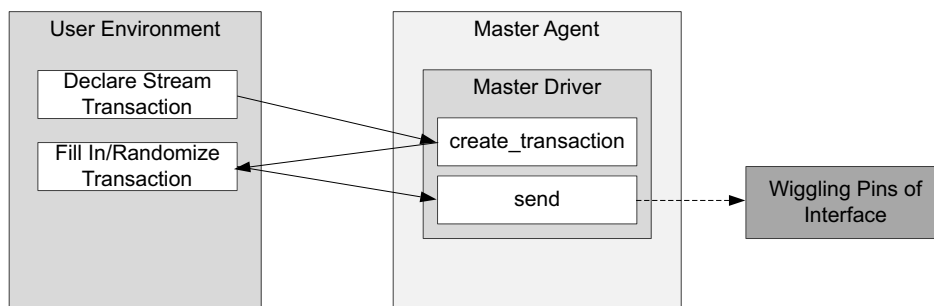 User Environment
Declare Stream
Transaction
Fill In/Randomize
Transaction
Master Agent
Master Driver
create_transaction
send
Wiggling Pins of
Interface